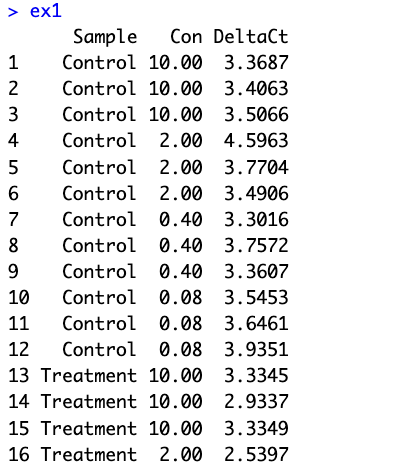 > ex1
Sample Con DeltaCt
1 Control 10.00 3.3687
2 Control 10.00 3.4063
3 Control 10.00 3.5066
4 Control 2.00 4.5963
5 Control 2.00 3.7704
6 Control 2.00 3.4906
7 Control 0.40 3.3016
8 Control 0.40 3.7572
9 Control 0.40 3.3607
10 Control 0.08 3.5453
11 Control 0.08 3.6461
12 Control 0.08 3.9351
13 Treatment 10.00 3.3345
14 Treatment 10.00 2.9337
15 Treatment 10.00 3.3349
16 Treatment 2.00 2.5397